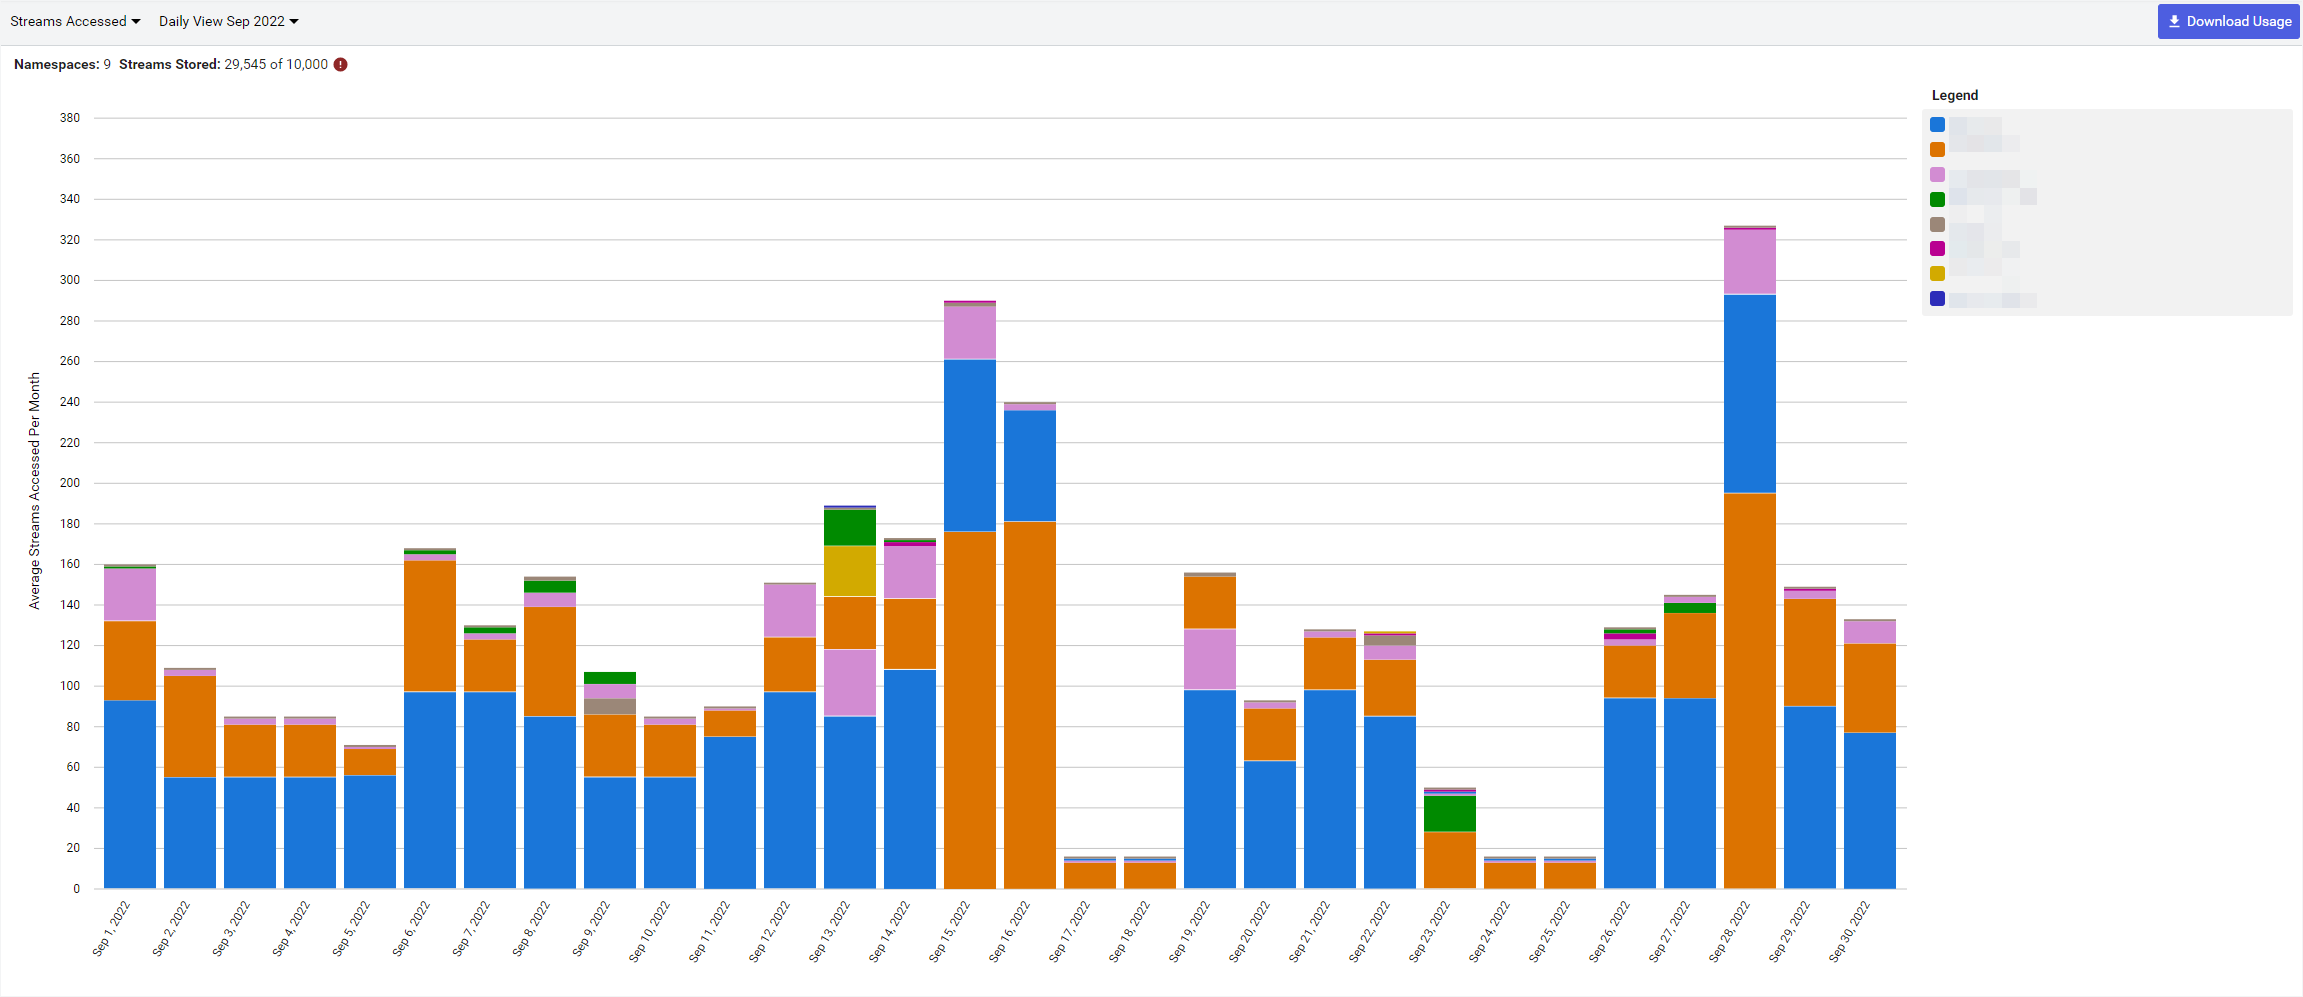 Streams Accessed Daily View Sep 2022 Download Usage
Namespaces: 9 Streams Stored: 29,545 of 10,000
Legend
Average Streams Accessed Per Month
380
360
340
320
300
280
260
240
220
200
180
160
140
120
100
80
60
40
20
0
Sep 1, 2022
Sep 2, 2022
Sep 3, 2022
Sep 4, 2022
Sep 5, 2022
Sep 6, 2022
Sep 7, 2022
Sep 8, 2022
Sep 9, 2022
Sep 10, 2022
Sep 11, 2022
Sep 12, 2022
Sep 13, 2022
Sep 14, 2022
Sep 15, 2022
Sep 16, 2022
Sep 17, 2022
Sep 18, 2022
Sep 19, 2022
Sep 20, 2022
Sep 21, 2022
Sep 22, 2022
Sep 23, 2022
Sep 24, 2022
Sep 25, 2022
Sep 26, 2022
Sep 27, 2022
Sep 28, 2022
Sep 29, 2022
Sep 30, 2022